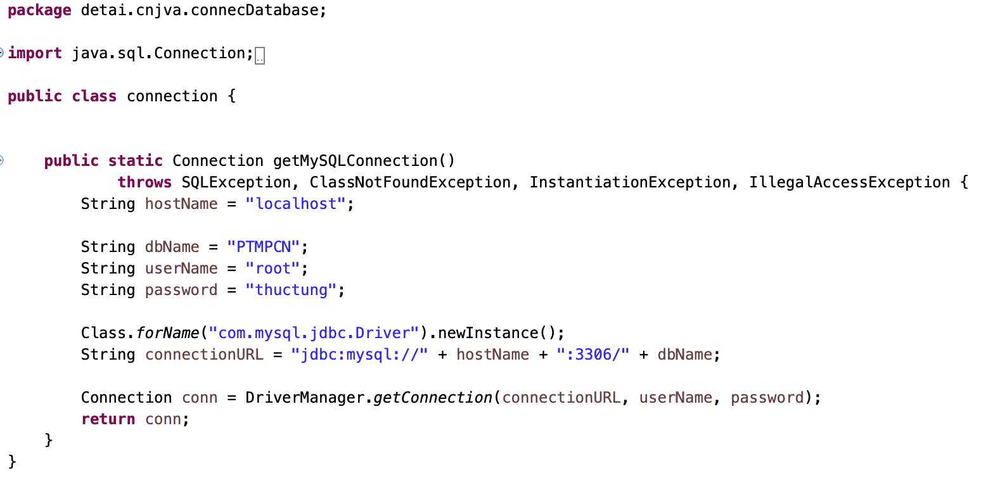 package detai.cnjva.connecDatabase;
import java.sql.Connection;
public class connection {
public static Connection getMySQLConnection()
throws SQLException, ClassNotFoundException, InstantiationException, IllegalAccessException {
String hostName = "localhost";
String dbName = "PTMPCN";
String userName = "root";
String password = "thuctung";
Class.forName("com.mysql.jdbc.Driver").newInstance();
String connectionURL = "jdbc:mysql://" + hostName + ":3306/" + dbName;
Connection conn = DriverManager.getConnection(connectionURL, userName, password);
return conn;
}
}